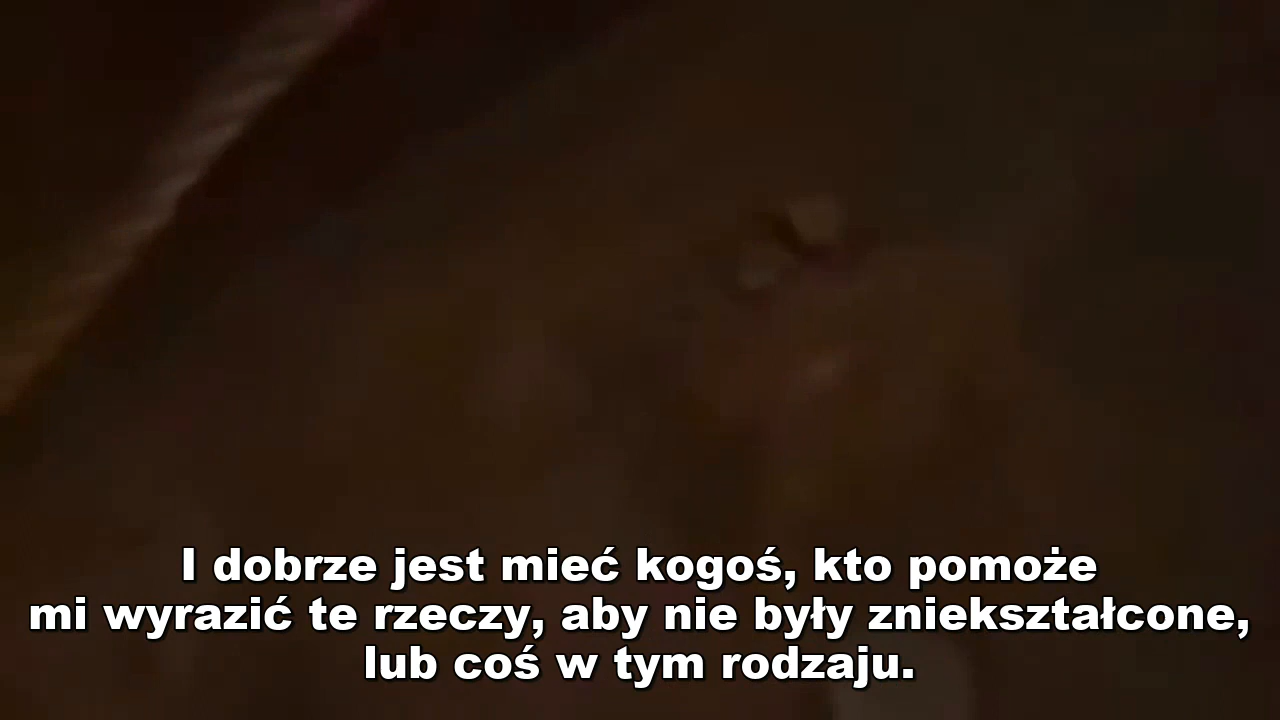 I dobrze jest mieć kogoś, kto pomoże
mi wyrazić te rzeczy, aby nie były zniekształcone,
lub coś w tym rodzaju.